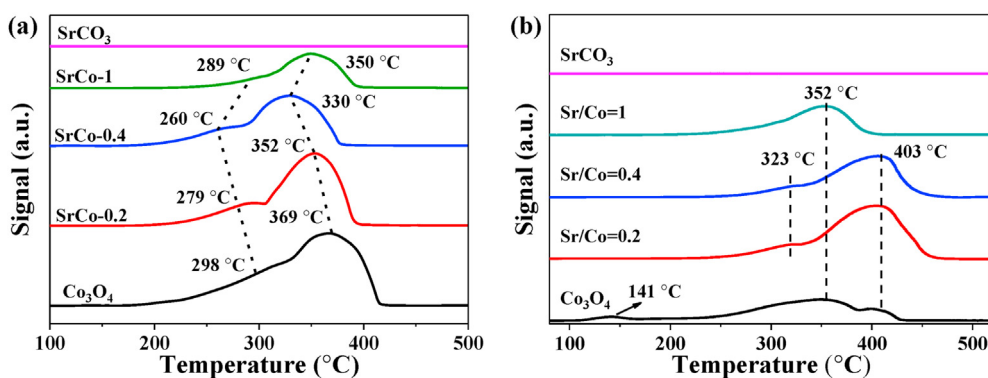 (a)
SrCO₃
SrCo-1
289 °C
350 °C
260 °C
330 °C
SrCo-0.4
352 °C
279 °C
SrCo-0.2
369 °C
298 °C
Co₃O₄
100 200 300 400 500
Temperature (°C)
Signal (a.u.)
(b)
SrCO₃
352 °C
Sr/Co=1
323 °C
403 °C
Sr/Co=0.4
Sr/Co=0.2
Co₃O₄
141 °C
100 200 300 400 500
Temperature (°C)
Signal (a.u.)